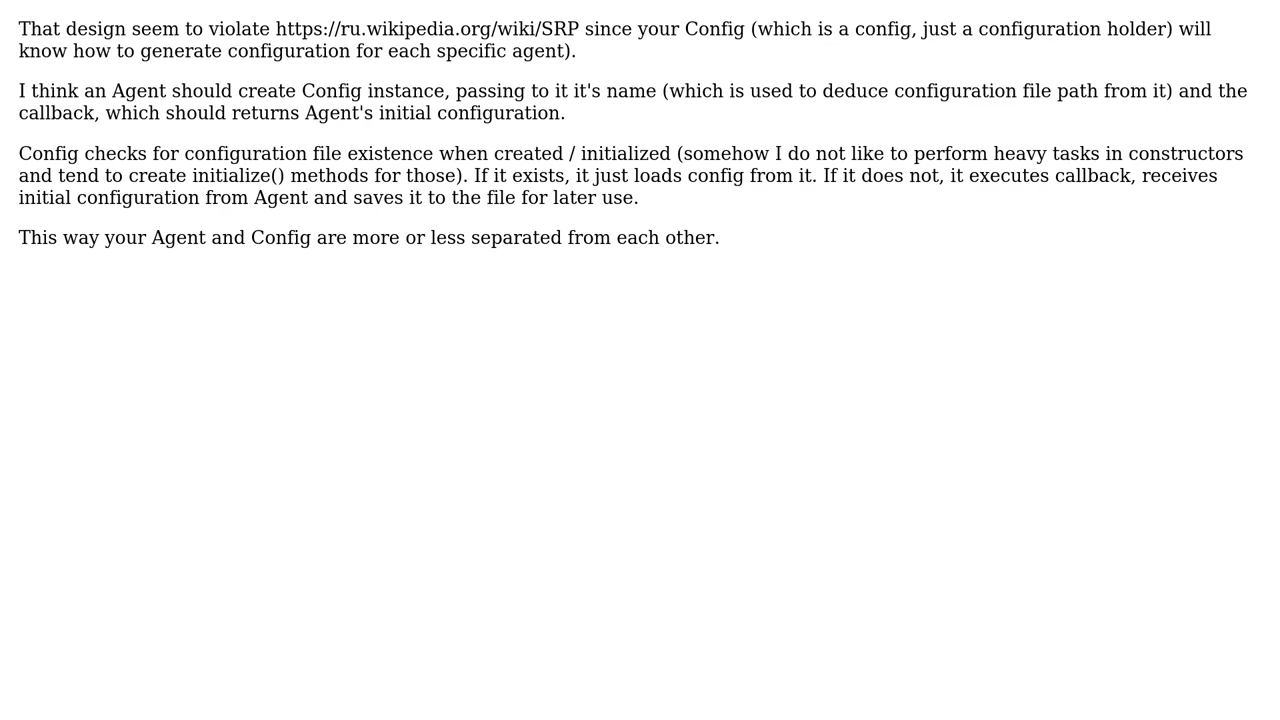 That design seem to violate https://ru.wikipedia.org/wiki/SRP since your Config (which is a config, just a configuration holder) will
know how to generate configuration for each specific agent).
I think an Agent should create Config instance, passing to it it's name (which is used to deduce configuration file path from it) and the
callback, which should returns Agent's initial configuration.
Config checks for configuration file existence when created / initialized (somehow I do not like to perform heavy tasks in constructors
and tend to create initialize() methods for those). If it exists, it just loads config from it. If it does not, it executes callback, receives
initial configuration from Agent and saves it to the file for later use.
This way your Agent and Config are more or less separated from each other.